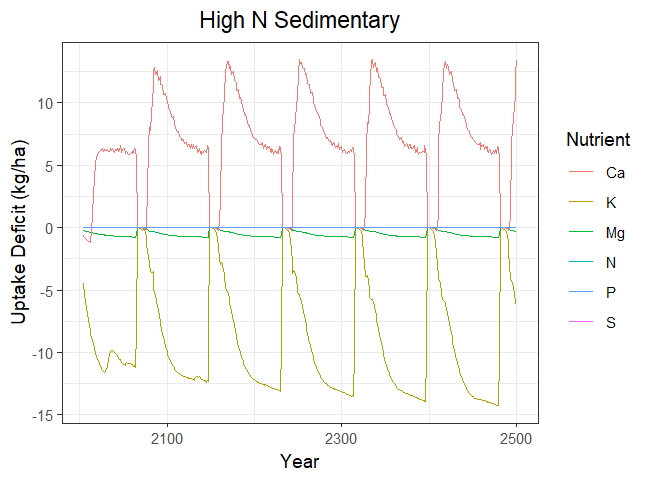 High N Sedimentary
Uptake Deficit (kg/ha)
10
5
0
-5
-10
-15
2100
2300
2500
Year
Nutrient
Ca
K
Mg
N
P
S